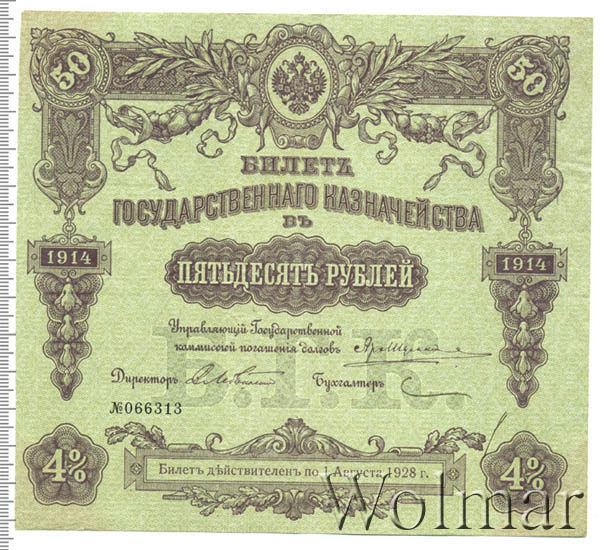 50 50
БИЛЕТЪ
ГОСУДАРСТВЕННАГО КАЗНАЧЕЙСТВА
ВЪ
1914 1914
ПЯТЬДЕСЯТЪ РУБЛЕЙ
Управляющій Государственной
коммисіей погашенія долговъ
Директоръ Бухгалтеръ
№066313
4% 4%
Билетъ дѣйствителенъ по 1 Августа 1928 г.
Wolmar